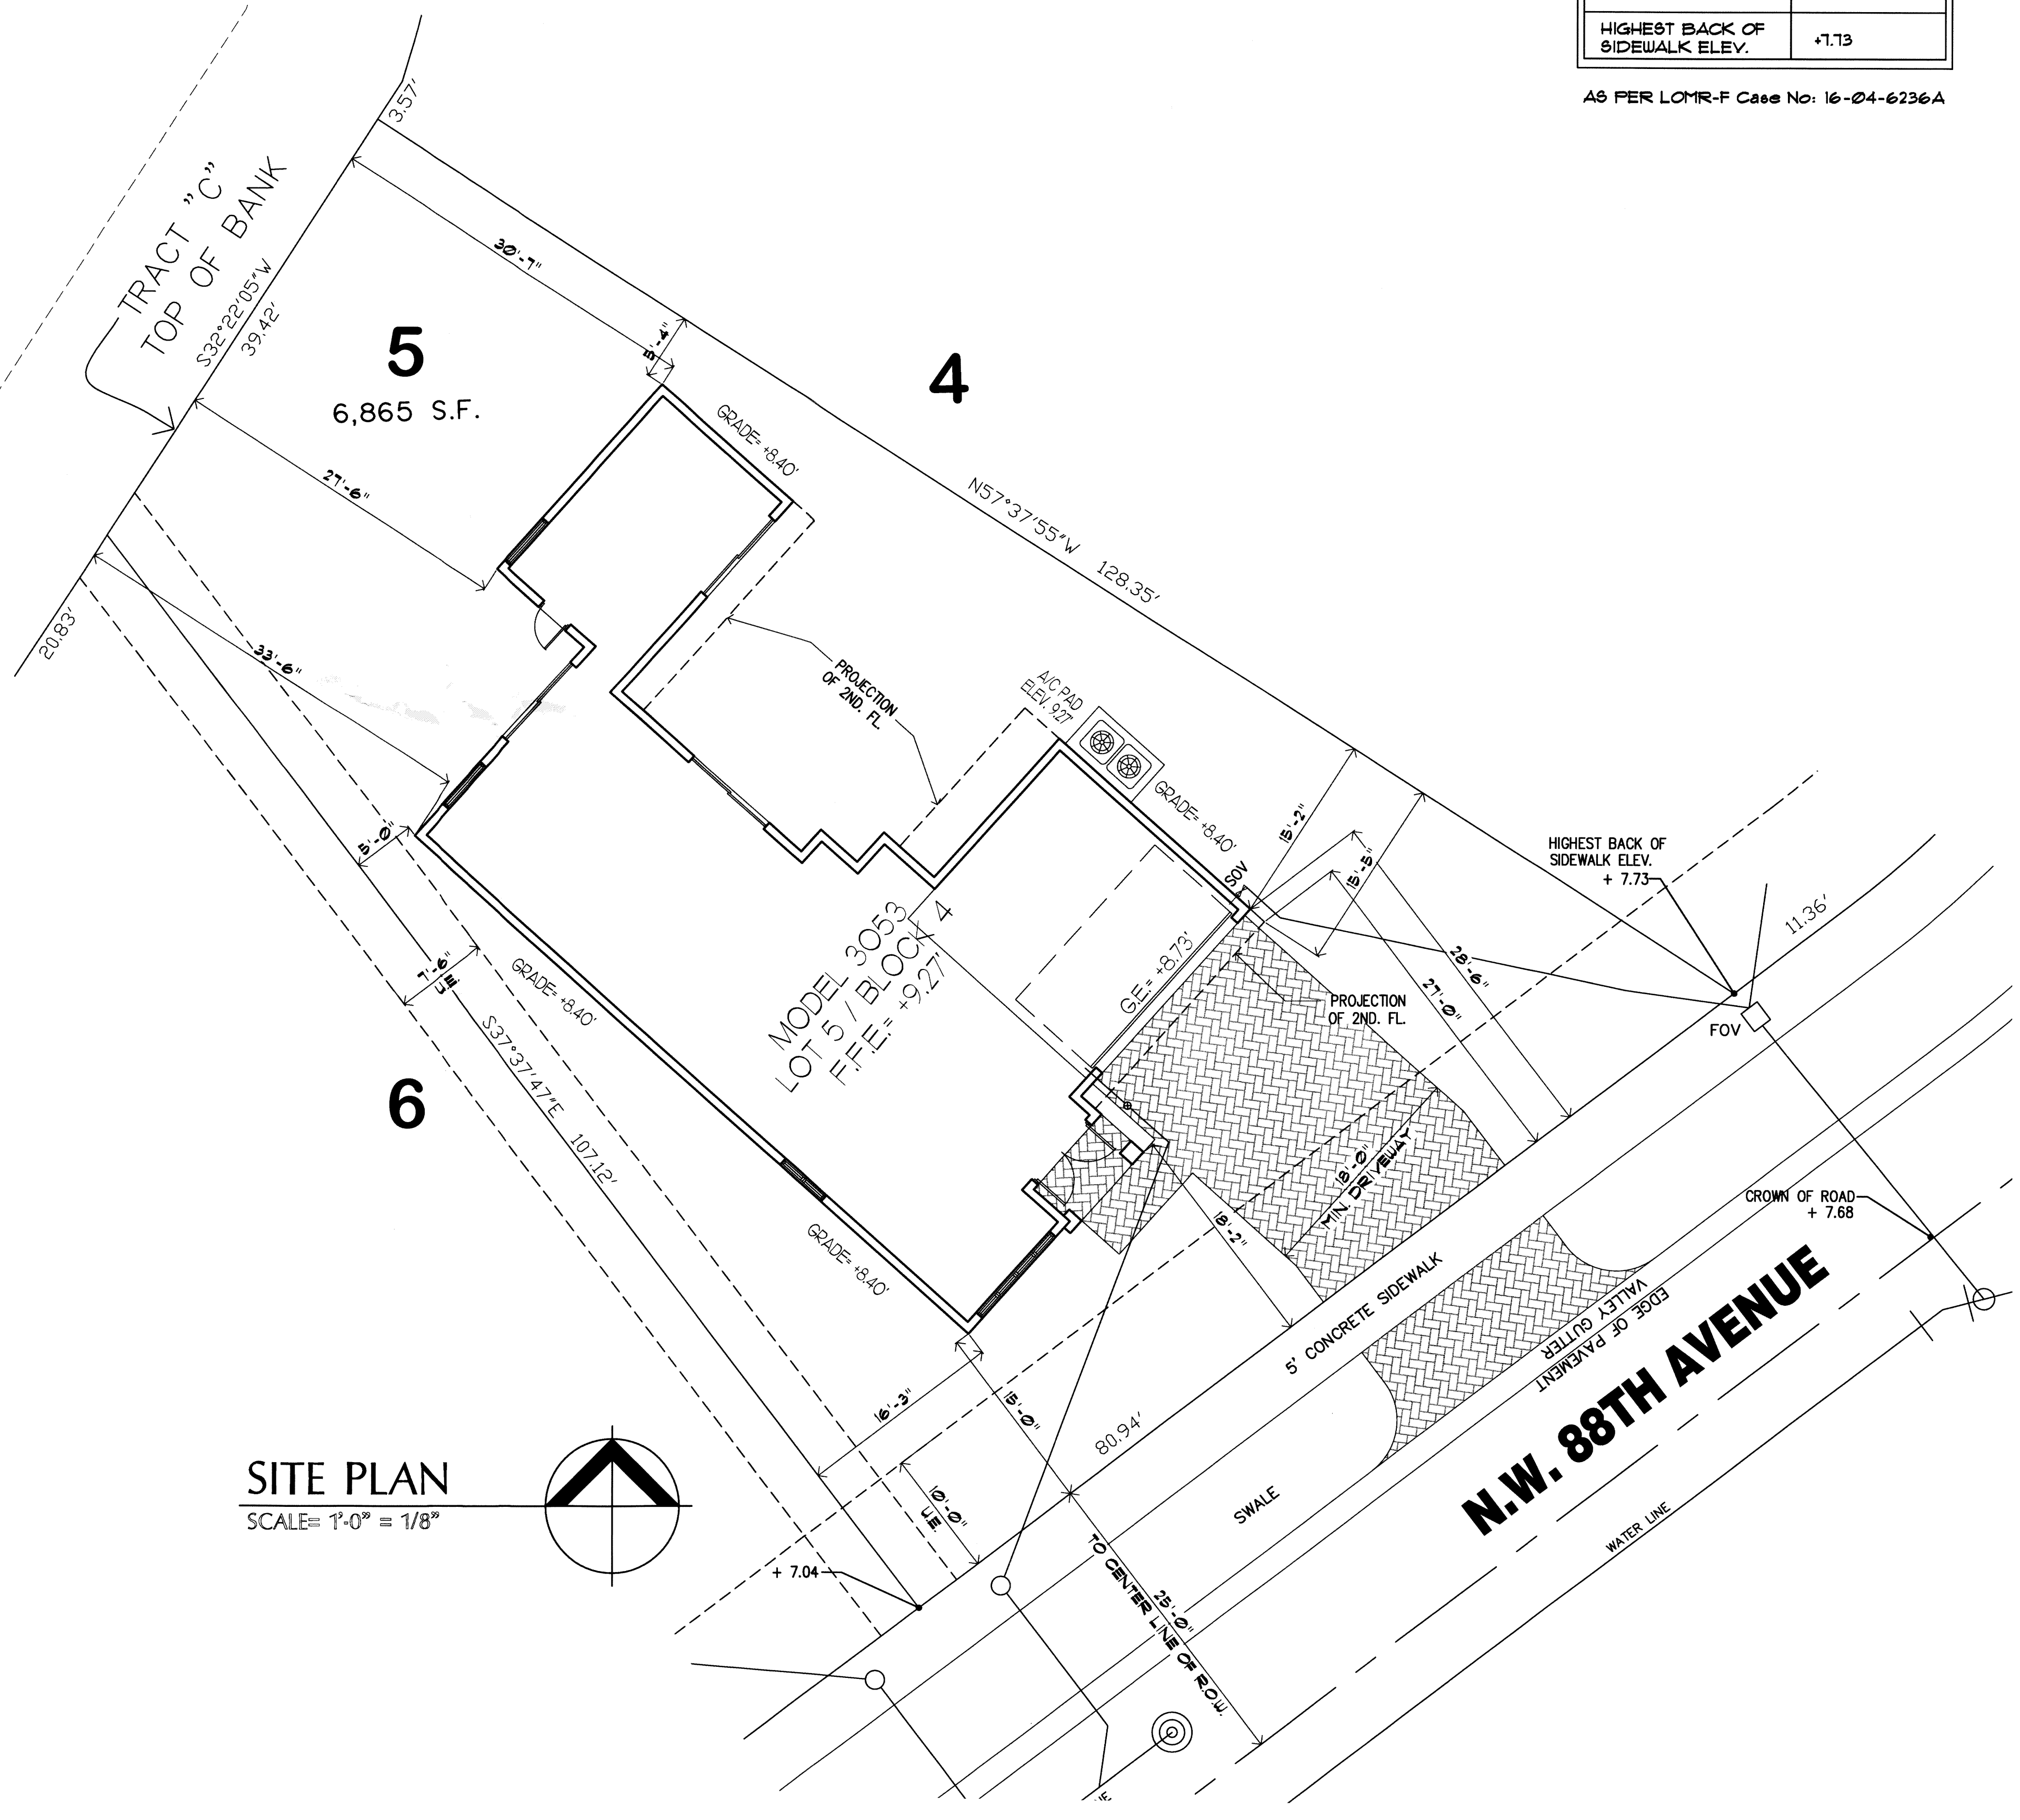 HIGHEST BACK OF
SIDEWALK ELEV.
+7.73
AS PER LOMR-F Case No: 16-04-6236A
3.57'
TRACT "C"
TOP OF BANK
S32°22'05"W
39.42'
30'-7"
5'-4"
5
6,865 S.F.
4
GRADE= +8.40'
27'-6"
N57°37'55"W 128.35'
20.83'
33'-6"
PROJECTION
OF 2ND. FL.
A/C PAD
ELEV. 9.27'
GRADE= +8.40'
15'-2"
5'-0"
SOV
15'-5"
HIGHEST BACK OF
SIDEWALK ELEV.
+ 7.73
11.36'
MODEL 3053
LOT 5 / BLOCK 4
F.F.E.= +9.27'
G.E.= +8.73'
28'-6"
27'-0"
7'-6"
U.E.
GRADE= +8.40'
PROJECTION
OF 2ND. FL.
FOV
S37°37'47"E 107.12'
6
18'-0"
MIN. DRIVEWAY
CROWN OF ROAD
+ 7.68
18'-2"
GRADE= +8.40'
5' CONCRETE SIDEWALK
VALLEY GUTTER
EDGE OF PAVEMENT
N.W. 88TH AVENUE
16'-3"
15'-0"
80.94'
SITE PLAN
SCALE= 1'-0" = 1/8"
10'-0"
U.E.
SWALE
WATER LINE
+ 7.04
25'-0"
TO CENTER LINE OF R.O.W.